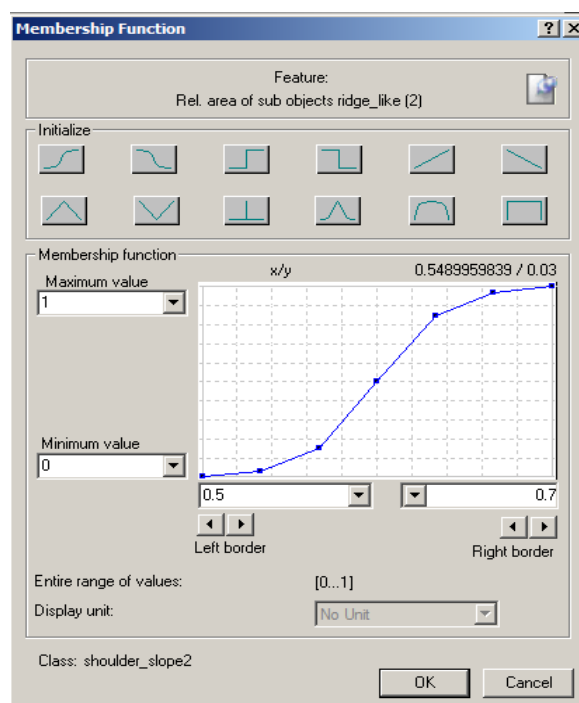 Membership Function
Feature:
Rel. area of sub objects ridge_like (2)
Initialize
Membership function
Maximum value
x/y
0.5489959839 / 0.03
1
Minimum value
0
0.5
0.7
Left border
Right border
Entire range of values:
[0...1]
Display unit:
No Unit
Class: shoulder_slope2
OK
Cancel